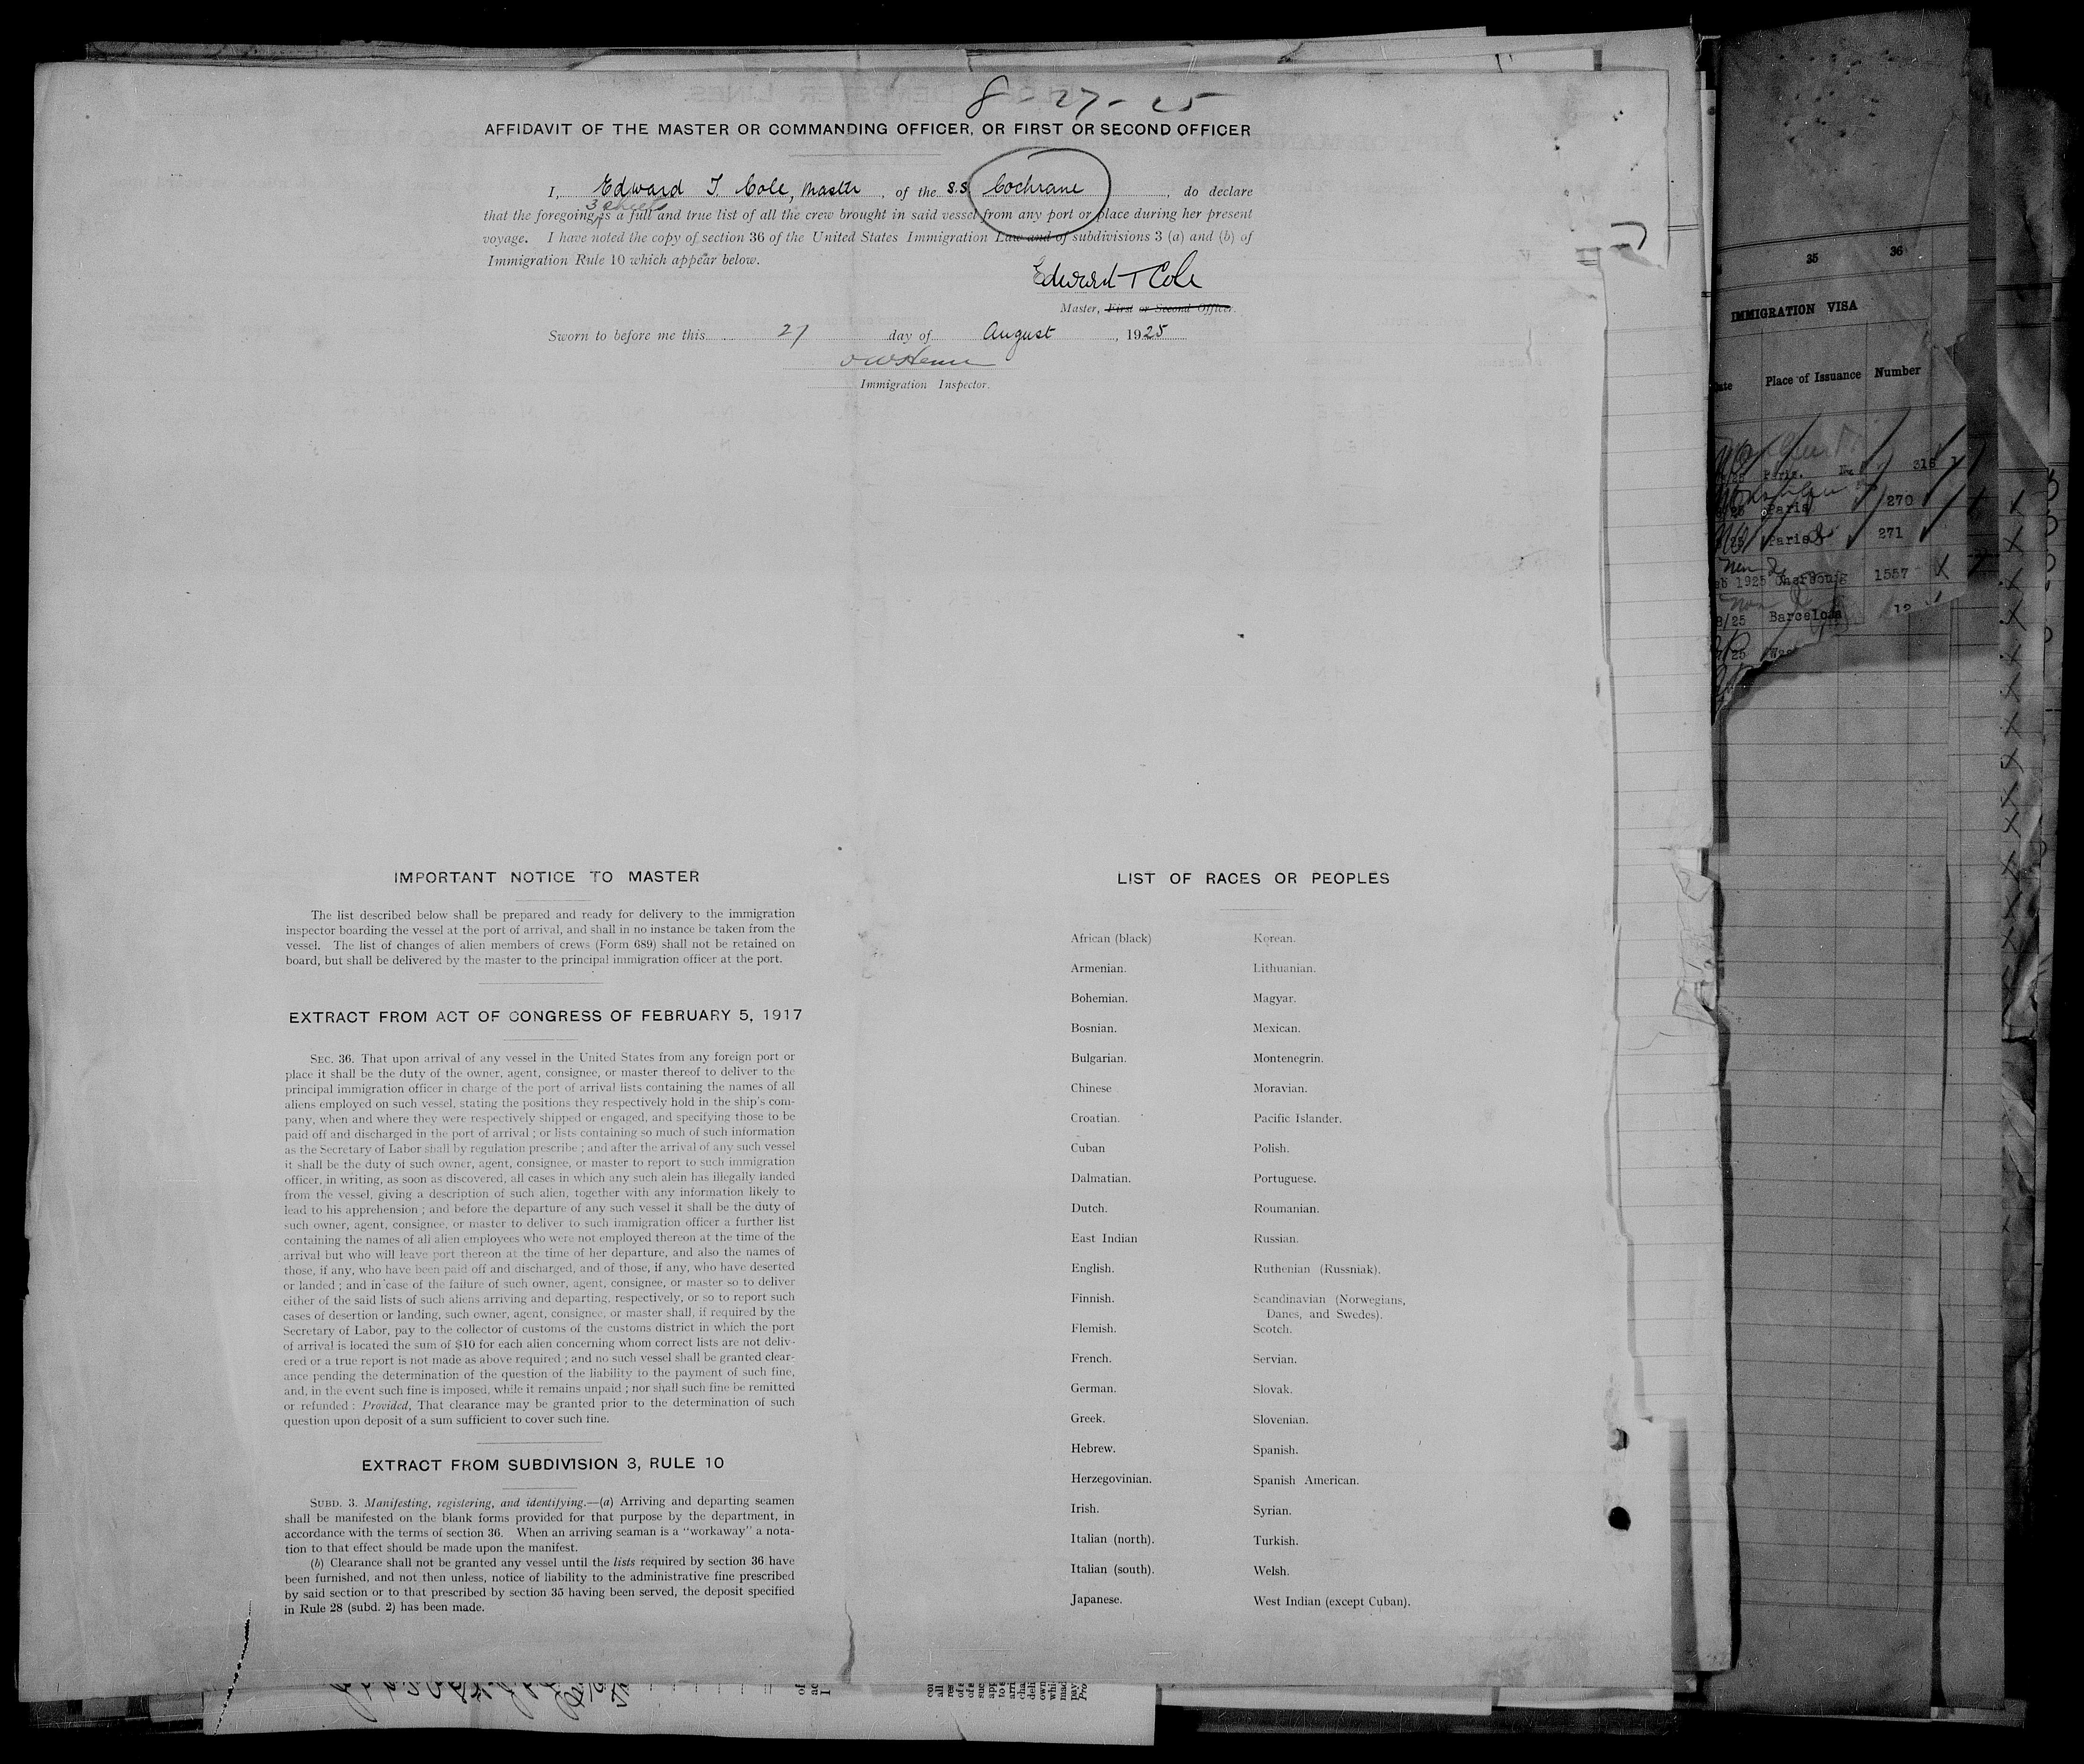 8-27-25
AFFIDAVIT OF THE MASTER OR COMMANDING OFFICER, OR FIRST OR SECOND OFFICER
I, Edward T. Cole, Master, of the S.S. Cochrane, do declare
3 sheets
that the foregoing is a full and true list of all the crew brought in said vessel from any port or place during her present
voyage. I have noted the copy of section 36 of the United States Immigration Law and of subdivisions 3 (a) and (b) of
Immigration Rule 10 which appear below.
Edward T Cole
Master, First or Second Officer.
Sworn to before me this 27 day of August, 1925
Immigration Inspector.
IMPORTANT NOTICE TO MASTER
The list described below shall be prepared and ready for delivery to the immigration
inspector boarding the vessel at the port of arrival, and shall in no instance be taken from the
vessel. The list of changes of alien members of crews (Form 689) shall not be retained on
board, but shall be delivered by the master to the principal immigration officer at the port.
EXTRACT FROM ACT OF CONGRESS OF FEBRUARY 5, 1917
SEC. 36. That upon arrival of any vessel in the United States from any foreign port or
place it shall be the duty of the owner, agent, consignee, or master thereof to deliver to the
principal immigration officer in charge of the port of arrival lists containing the names of all
aliens employed on such vessel, stating the positions they respectively hold in the ship's com-
pany, when and where they were respectively shipped or engaged, and specifying those to be
paid off and discharged in the port of arrival ; or lists containing so much of such information
as the Secretary of Labor shall by regulation prescribe ; and after the arrival of any such vessel
it shall be the duty of such owner, agent, consignee, or master to report to such immigration
officer, in writing, as soon as discovered, all cases in which any such alein has illegally landed
from the vessel, giving a description of such alien, together with any information likely to
lead to his apprehension ; and before the departure of any such vessel it shall be the duty of
such owner, agent, consignee, or master to deliver to such immigration officer a further list
containing the names of all alien employees who were not employed thereon at the time of the
arrival but who will leave port thereon at the time of her departure, and also the names of
those, if any, who have been paid off and discharged, and of those, if any, who have deserted
or landed ; and in case of the failure of such owner, agent, consignee, or master so to deliver
either of the said lists of such aliens arriving and departing, respectively, or so to report such
cases of desertion or landing, such owner, agent, consignee, or master shall, if required by the
Secretary of Labor, pay to the collector of customs of the customs district in which the port
of arrival is located the sum of $10 for each alien concerning whom correct lists are not deliv-
ered or a true report is not made as above required ; and no such vessel shall be granted clear-
ance pending the determination of the question of the liability to the payment of such fine,
and, in the event such fine is imposed, while it remains unpaid ; nor shall such fine be remitted
or refunded : Provided, That clearance may be granted prior to the determination of such
question upon deposit of a sum sufficient to cover such fine.
EXTRACT FROM SUBDIVISION 3, RULE 10
SUBD. 3. Manifesting, registering, and identifying.—(a) Arriving and departing seamen
shall be manifested on the blank forms provided for that purpose by the department, in
accordance with the terms of section 36. When an arriving seaman is a "workaway" a nota-
tion to that effect should be made upon the manifest.
(b) Clearance shall not be granted any vessel until the lists required by section 36 have
been furnished, and not then unless, notice of liability to the administrative fine prescribed
by said section or to that prescribed by section 35 having been served, the deposit specified
in Rule 28 (subd. 2) has been made.
LIST OF RACES OR PEOPLES
African (black) Korean.
Armenian. Lithuanian.
Bohemian. Magyar.
Bosnian. Mexican.
Bulgarian. Montenegrin.
Chinese Moravian.
Croatian. Pacific Islander.
Cuban Polish.
Dalmatian. Portuguese.
Dutch. Roumanian.
East Indian Russian.
English. Ruthenian (Russniak).
Finnish. Scandinavian (Norwegians,
Danes, and Swedes).
Flemish. Scotch.
French. Servian.
German. Slovak.
Greek. Slovenian.
Hebrew. Spanish.
Herzegovinian. Spanish American.
Irish. Syrian.
Italian (north). Turkish.
Italian (south). Welsh.
Japanese. West Indian (except Cuban).
35 36
IMMIGRATION VISA
Place of Issuance Number
Paris. 318
Paris 270
Paris 271
1925 Cherbourg 1557
Barcelona